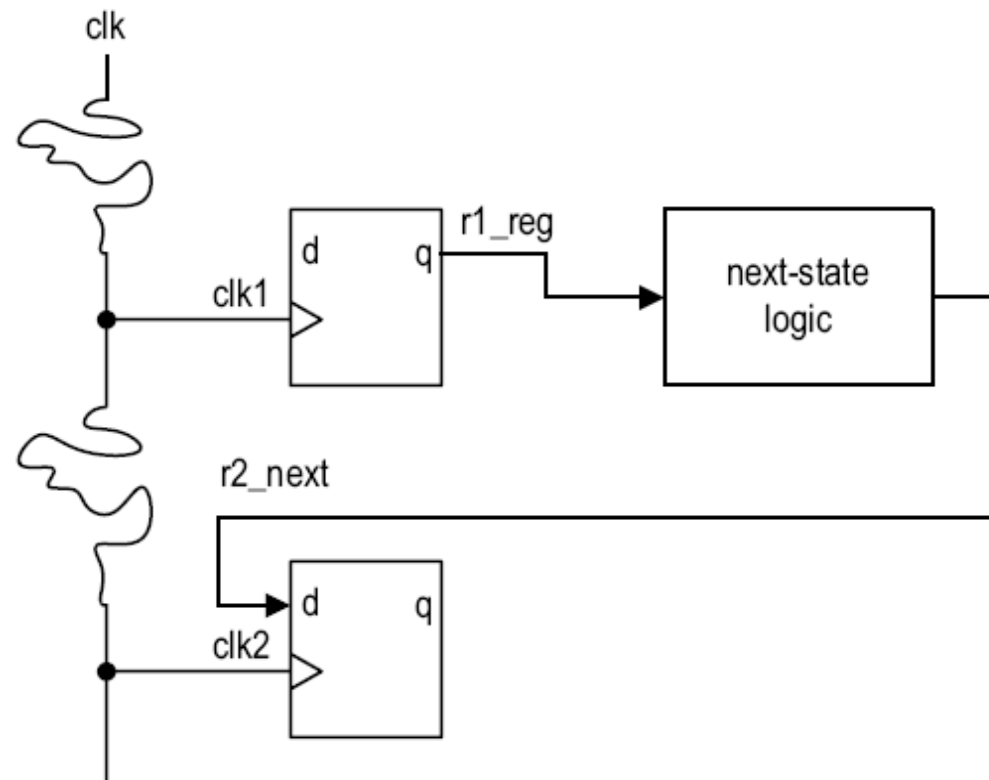 clk
d
q
r1_reg
next-state
logic
clk1
r2_next
d
q
clk2